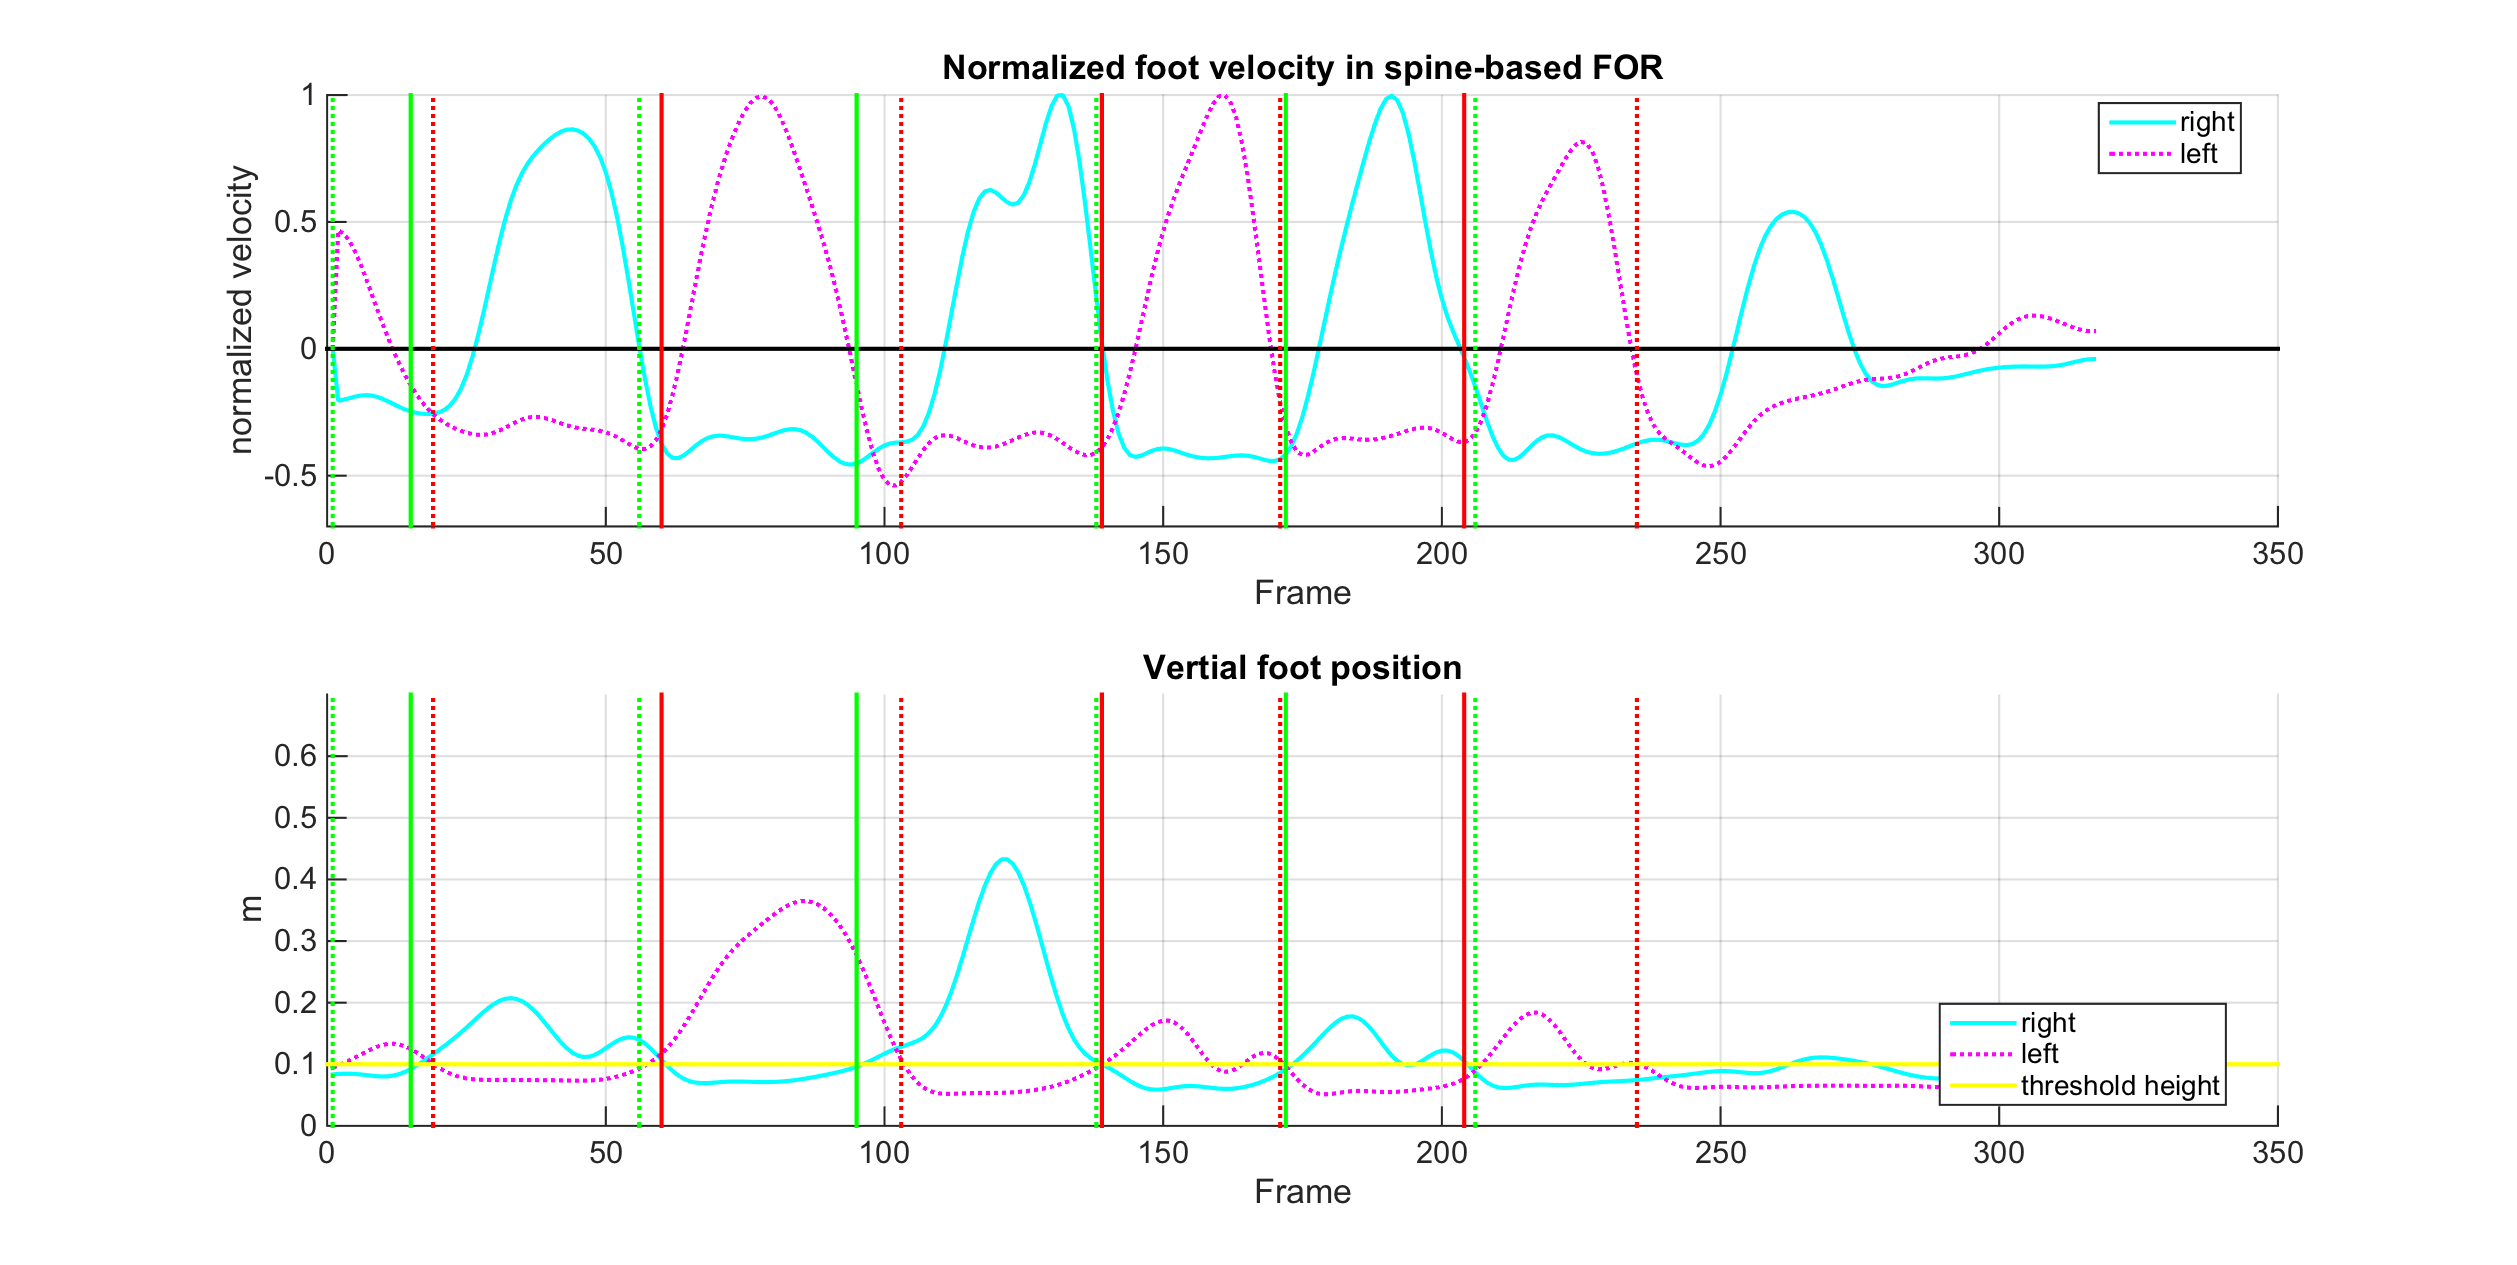 Normalized foot velocity in spine-based FOR
normalized velocity
1
0.5
0
-0.5
0 50 100 150 200 250 300 350
Frame
right
left
Vertial foot position
m
0.6
0.5
0.4
0.3
0.2
0.1
0
0 50 100 150 200 250 300 350
Frame
right
left
threshold height